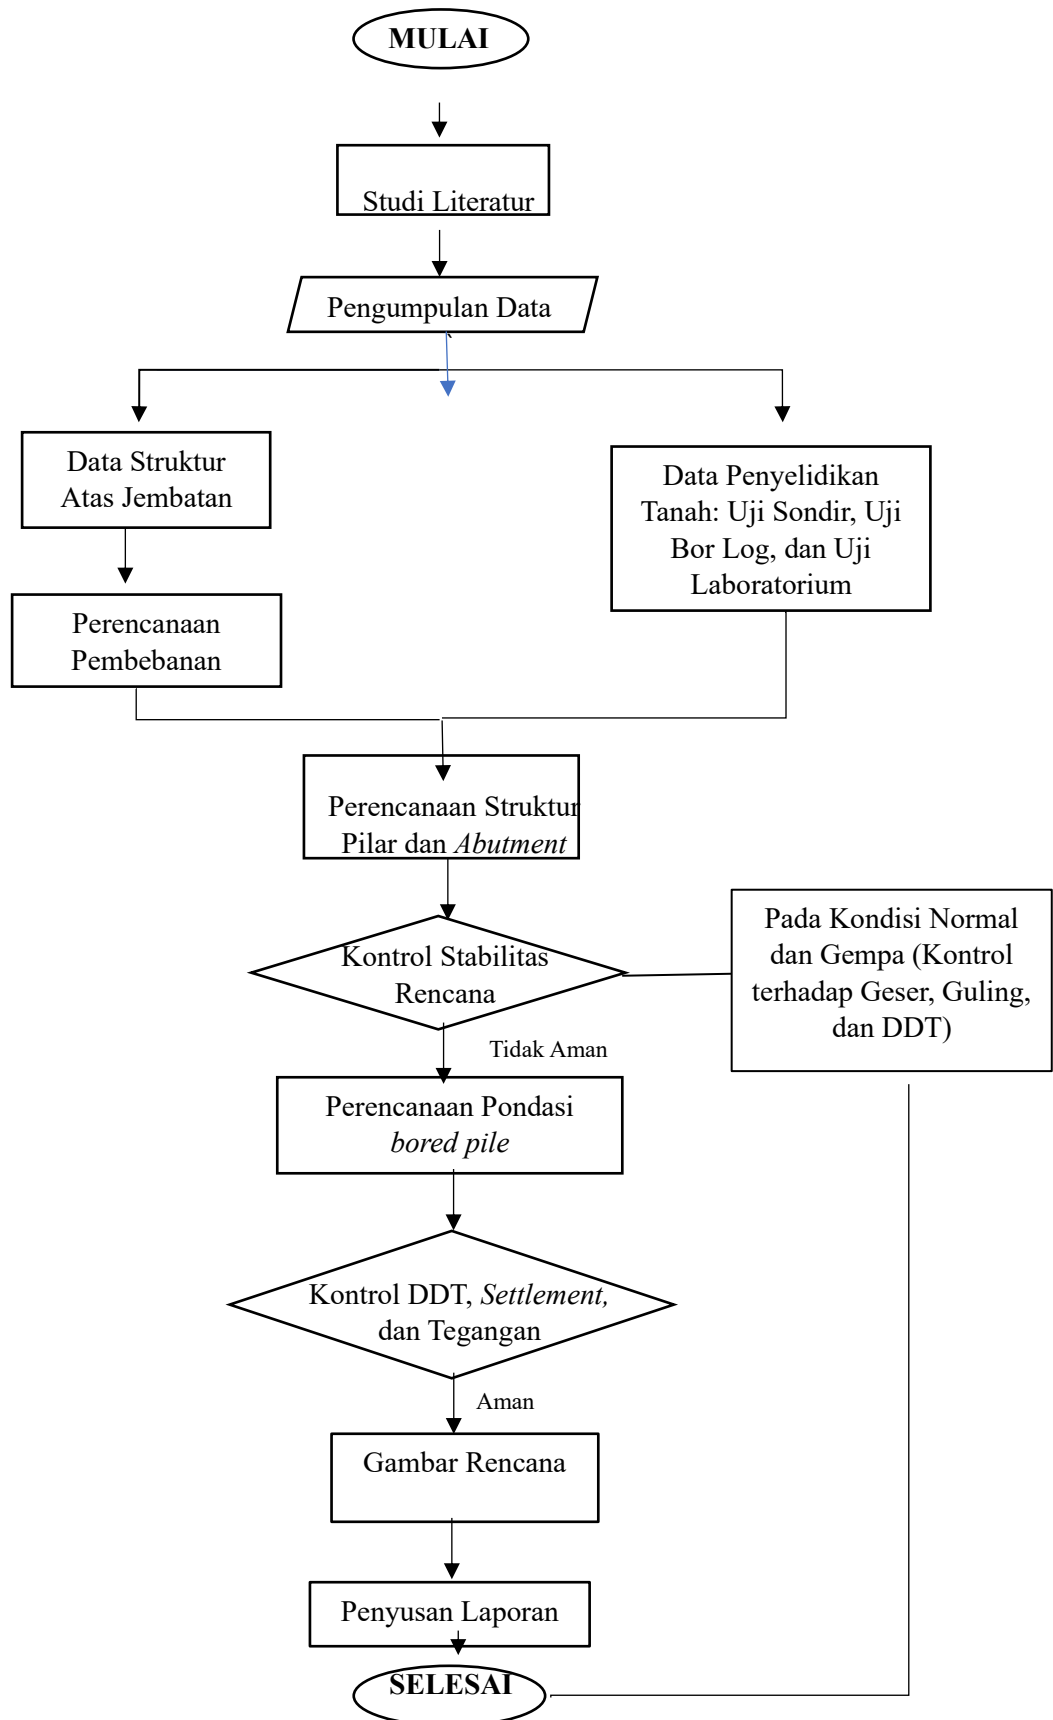 MULAI
Studi Literatur
Pengumpulan Data
Data Struktur
Atas Jembatan
Data Penyelidikan
Tanah: Uji Sondir, Uji
Bor Log, dan Uji
Laboratorium
Perencanaan
Pembebanan
Perencanaan Struktur
Pilar dan Abutment
Kontrol Stabilitas
Rencana
Pada Kondisi Normal
dan Gempa (Kontrol
terhadap Geser, Guling,
dan DDT)
Tidak Aman
Perencanaan Pondasi
bored pile
Kontrol DDT, Settlement,
dan Tegangan
Aman
Gambar Rencana
Penyusan Laporan
SELESAI